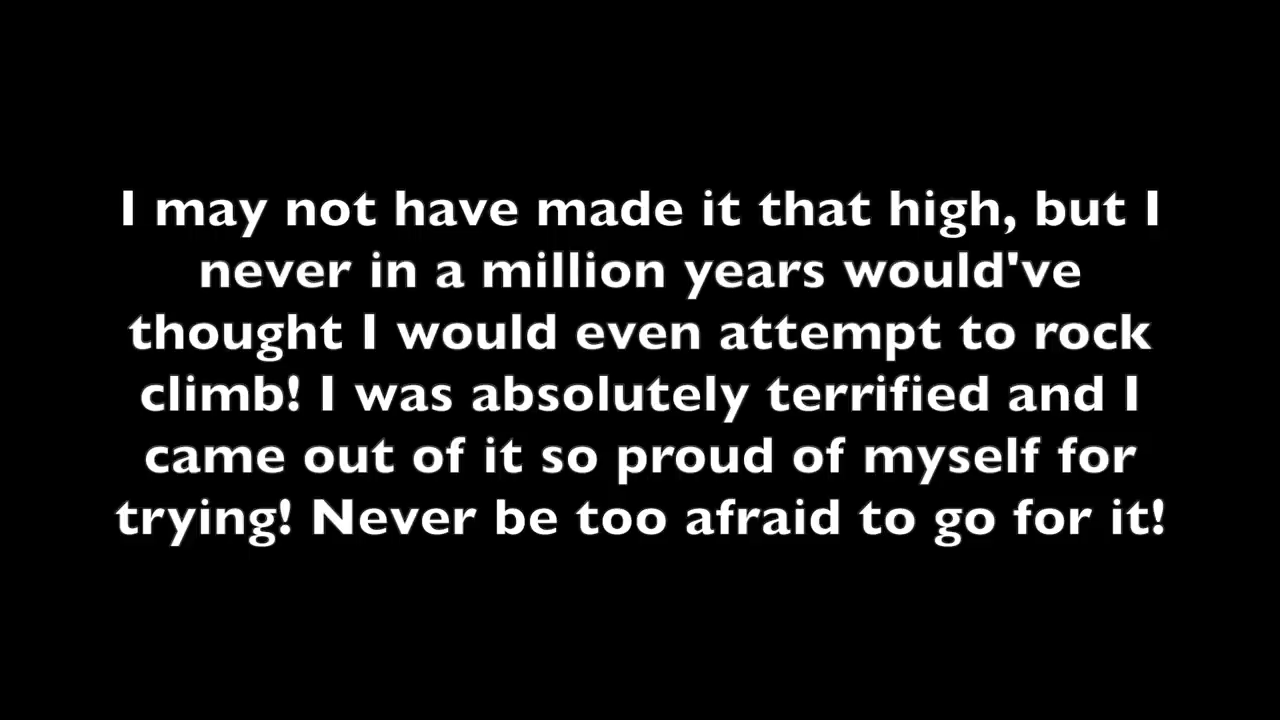 I may not have made it that high, but I
never in a million years would've
thought I would even attempt to rock
climb! I was absolutely terrified and I
came out of it so proud of myself for
trying! Never be too afraid to go for it!